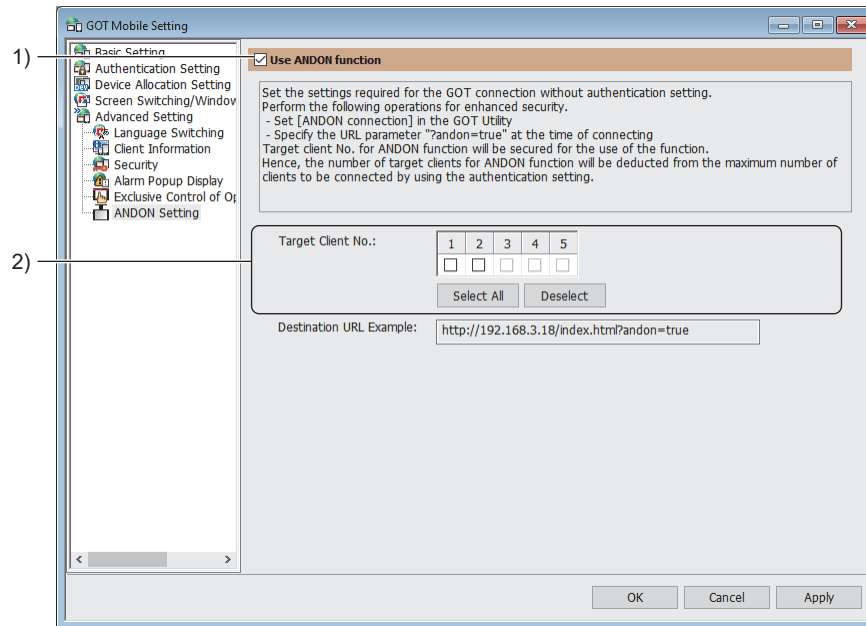 GOT Mobile Setting
1)
Basic Setting
Authentication Setting
Device Allocation Setting
Screen Switching/Window
Advanced Setting
Language Switching
Client Information
Security
Alarm Popup Display
Exclusive Control of Op
ANDON Setting
Use ANDON function
Set the settings required for the GOT connection without authentication setting.
Perform the following operations for enhanced security.
- Set [ANDON connection] in the GOT Utility
- Specify the URL parameter "?andon=true" at the time of connecting
Target client No. for ANDON function will be secured for the use of the function.
Hence, the number of target clients for ANDON function will be deducted from the maximum number of
clients to be connected by using the authentication setting.
2)
Target Client No.: 1 2 3 4 5
Select All Deselect
Destination URL Example: http://192.168.3.18/index.html?andon=true
OK Cancel Apply